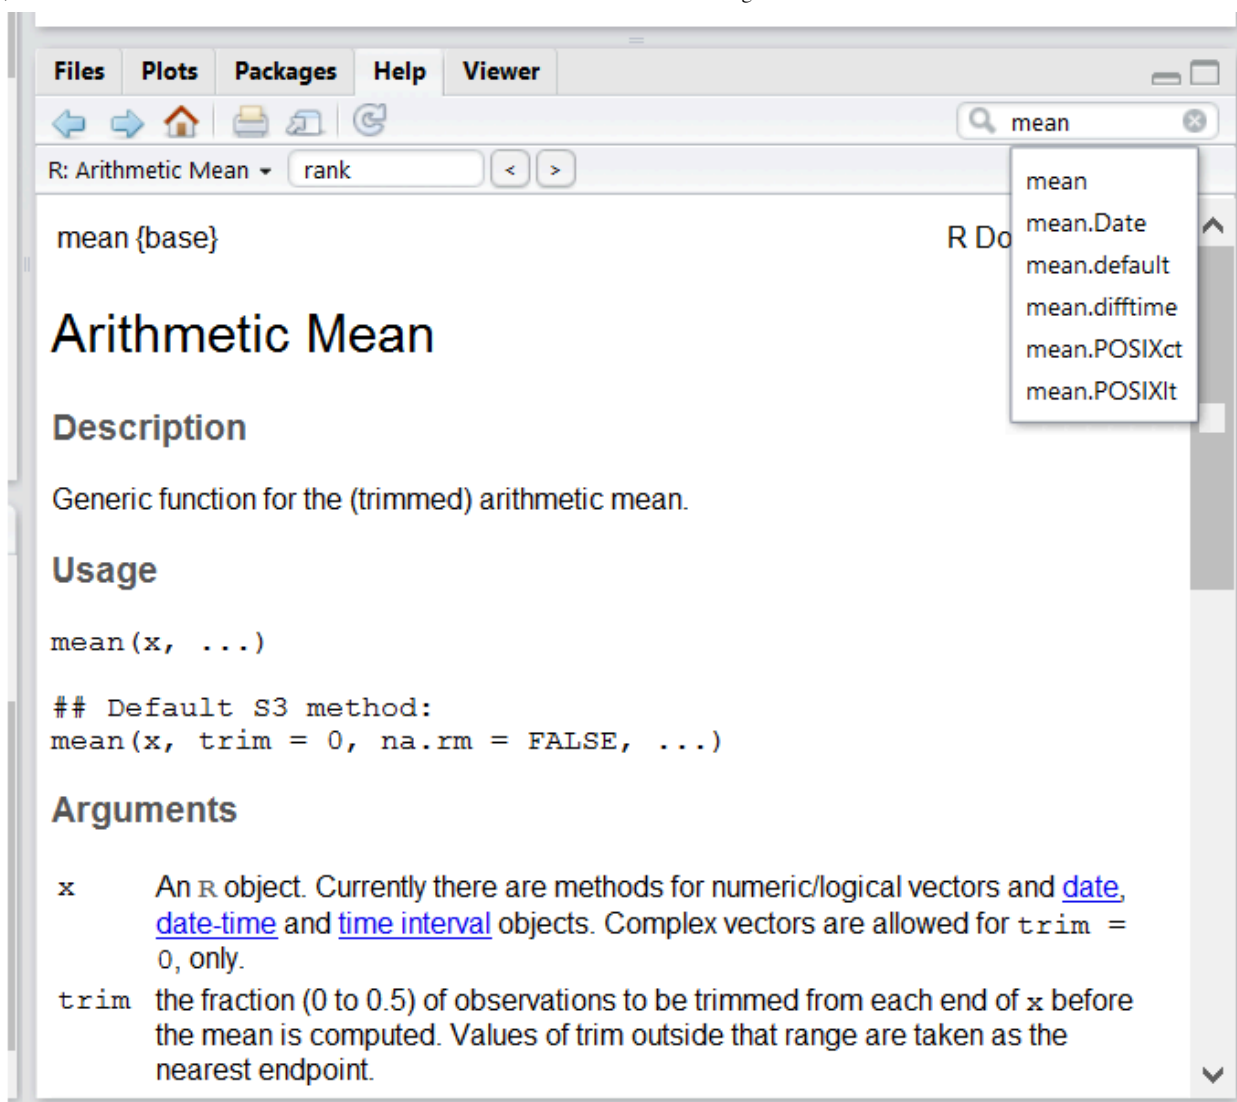 Files Plots Packages Help Viewer
mean
R: Arithmetic Mean rank < >
mean
mean.Date
mean.default
mean.difftime
mean.POSIXct
mean.POSIXlt
mean {base} R Do
Arithmetic Mean
Description
Generic function for the (trimmed) arithmetic mean.
Usage
mean(x, ...)
## Default S3 method:
mean(x, trim = 0, na.rm = FALSE, ...)
Arguments
x An R object. Currently there are methods for numeric/logical vectors and date,
date-time and time interval objects. Complex vectors are allowed for trim =
0, only.
trim the fraction (0 to 0.5) of observations to be trimmed from each end of x before
the mean is computed. Values of trim outside that range are taken as the
nearest endpoint.